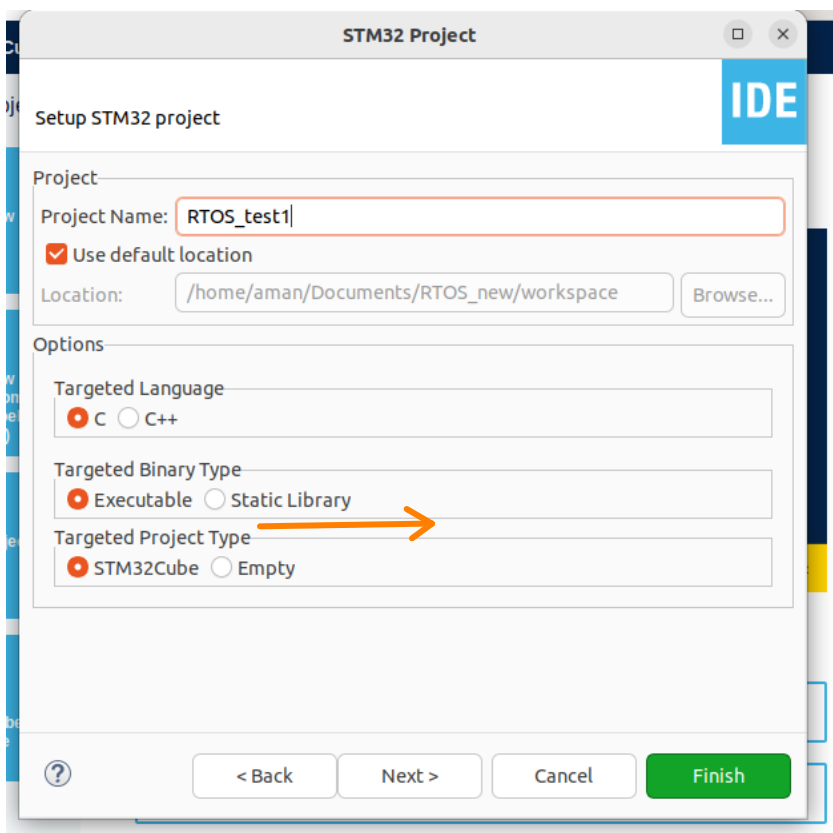 STM32 Project
IDE
Setup STM32 project
Project
Project Name: RTOS_test1
Use default location
Location: /home/aman/Documents/RTOS_new/workspace Browse...
Options
Targeted Language
C C++
Targeted Binary Type
Executable Static Library
Targeted Project Type
STM32Cube Empty
? < Back Next > Cancel Finish